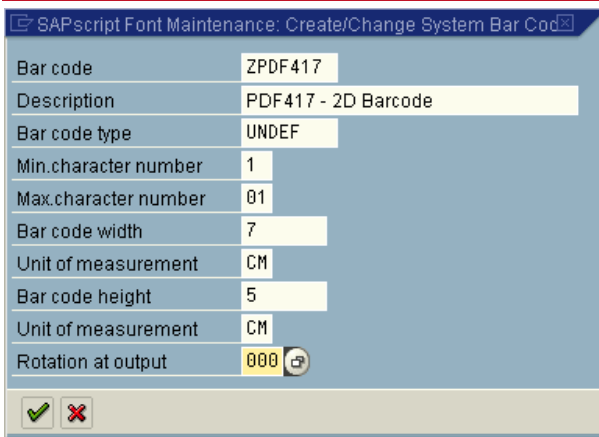 SAPscript Font Maintenance: Create/Change System Bar Cod
Bar code ZPDF417
Description PDF417 - 2D Barcode
Bar code type UNDEF
Min.character number 1
Max.character number 01
Bar code width 7
Unit of measurement CM
Bar code height 5
Unit of measurement CM
Rotation at output 000